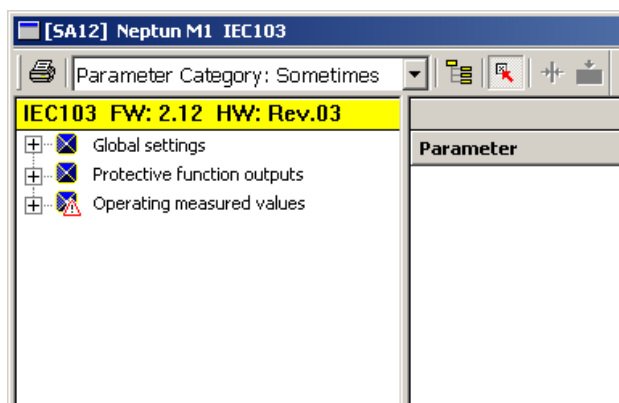 [SA12] Neptun M1 IEC103
Parameter Category: Sometimes
IEC103 FW: 2.12 HW: Rev.03
Global settings
Protective function outputs
Operating measured values
Parameter